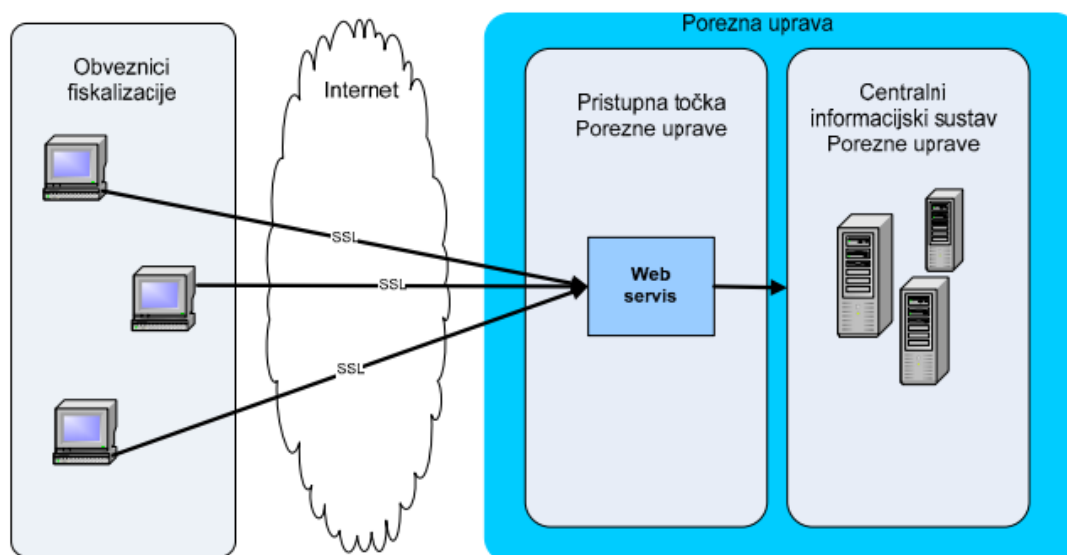 Porezna uprava
Obveznici
fiskalizacije
Internet
Pristupna točka
Porezne uprave
Centralni
informacijski sustav
Porezne uprave
SSL
SSL
SSL
Web
servis